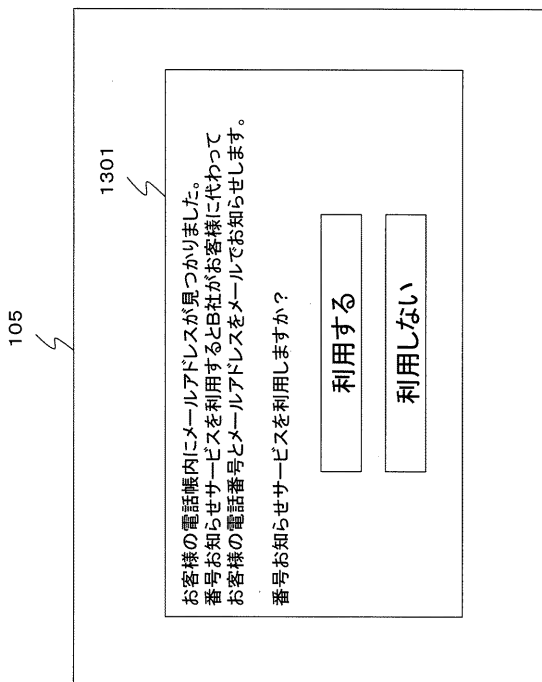 105
1301
お客様の電話帳内にメールアドレスが見つかりました。
番号お知らせサービスを利用するとB社がお客様に代わって
お客様の電話番号とメールアドレスをメールでお知らせします。
番号お知らせサービスを利用しますか？
利用する
利用しない